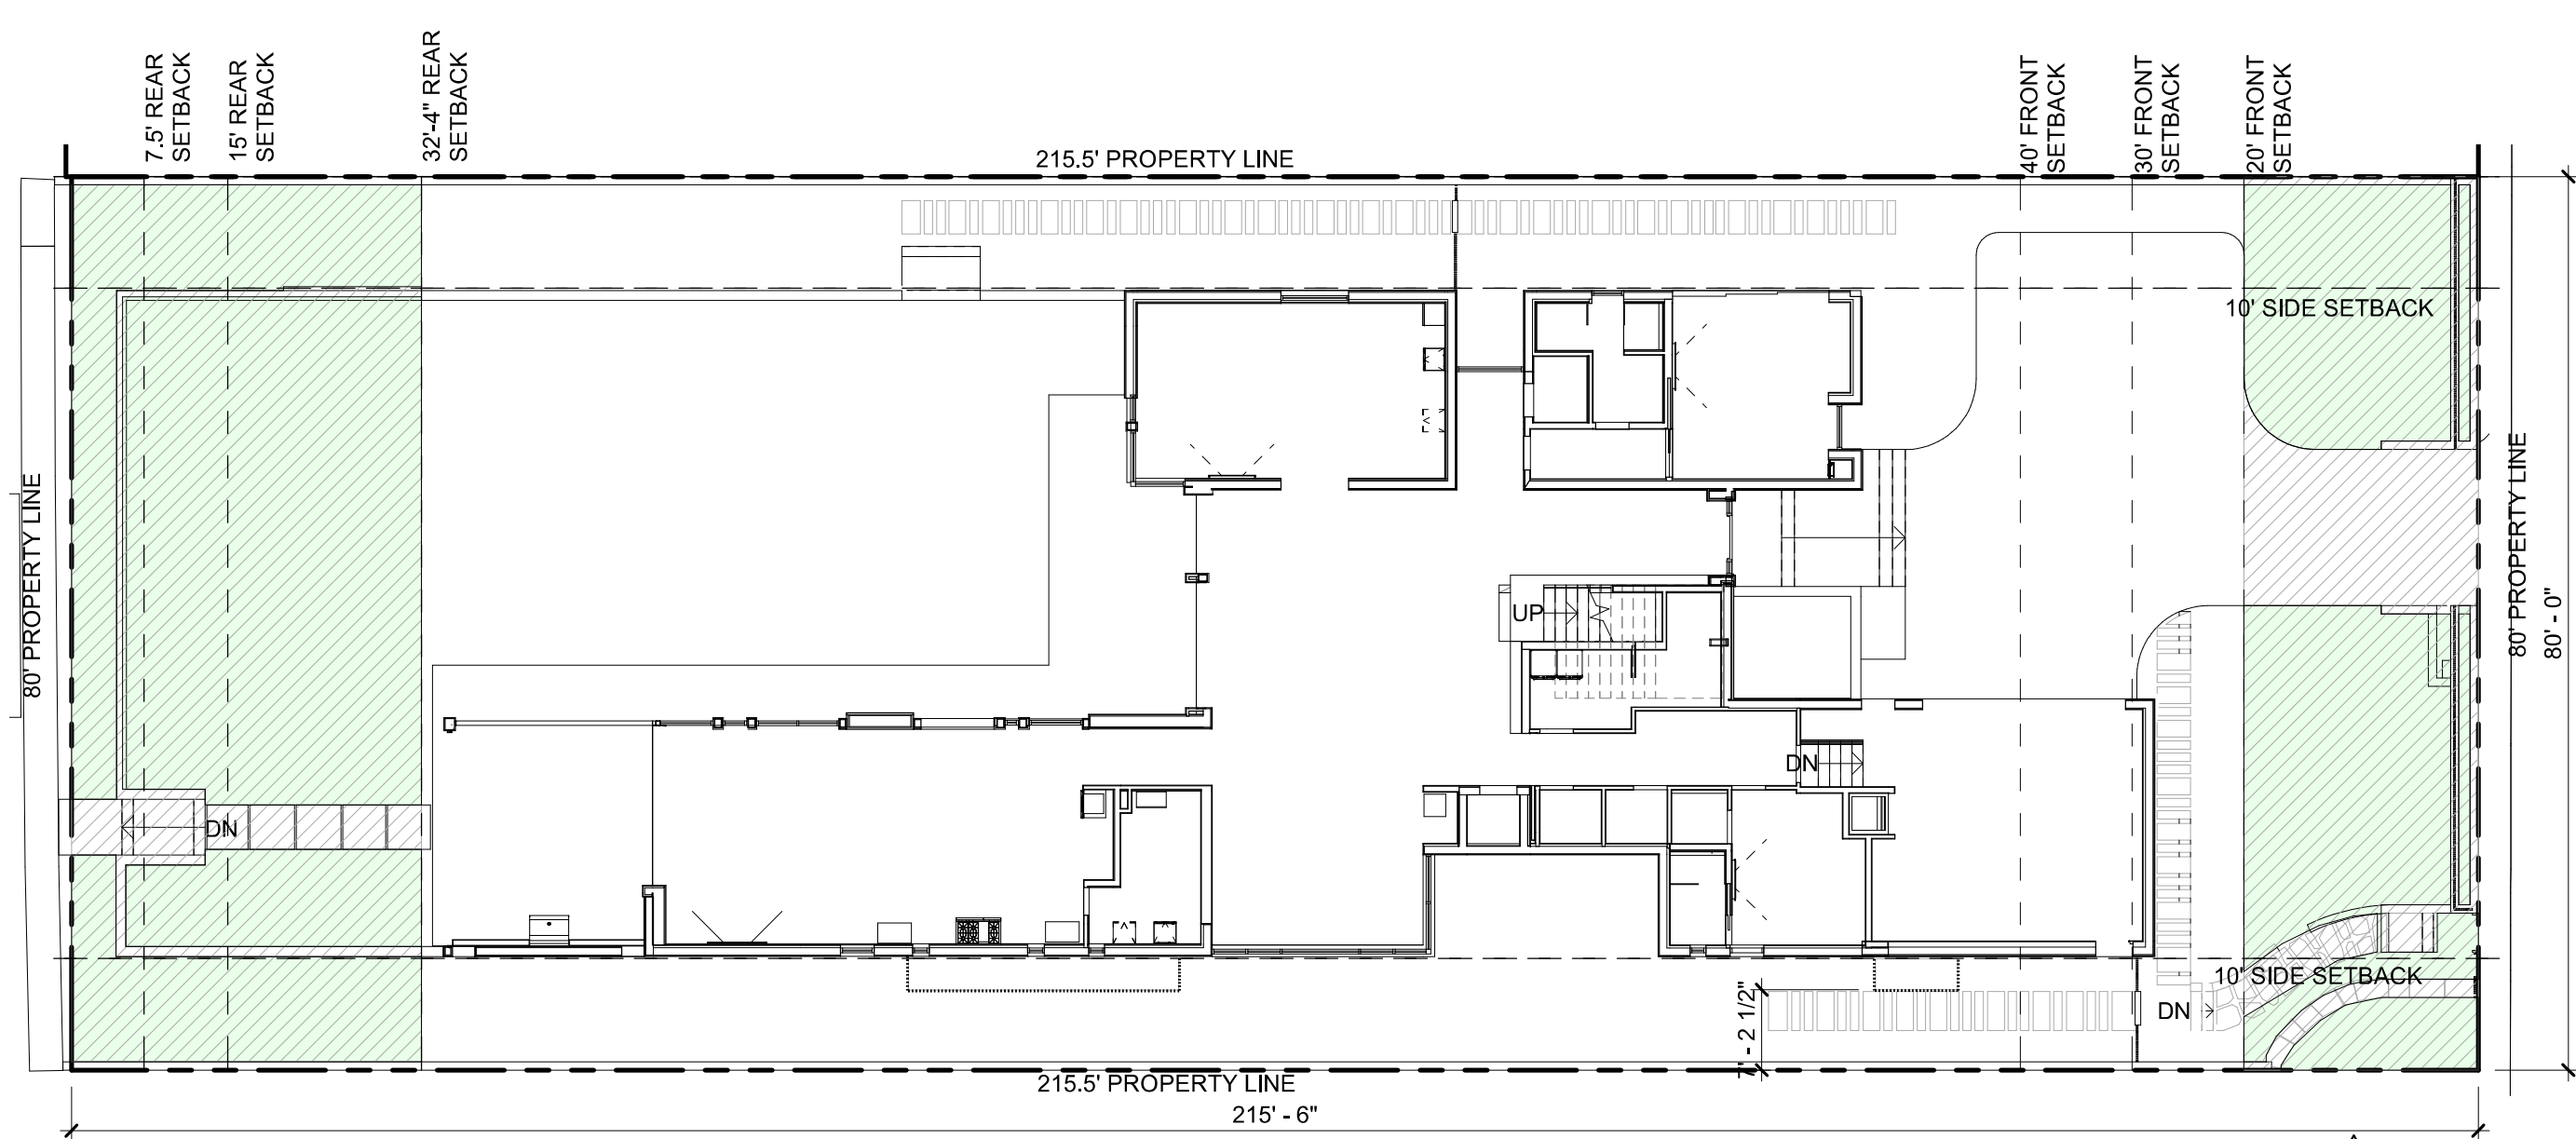 7.5' REAR
SETBACK
15' REAR
SETBACK
32'-4" REAR
SETBACK
215.5' PROPERTY LINE
40' FRONT
SETBACK
30' FRONT
SETBACK
20' FRONT
SETBACK
10' SIDE SETBACK
80' PROPERTY LINE
80' PROPERTY LINE
80' - 0"
UP
DN
DN
10' SIDE SETBACK
DN
7' - 2 1/2"
215.5' PROPERTY LINE
215' - 6"